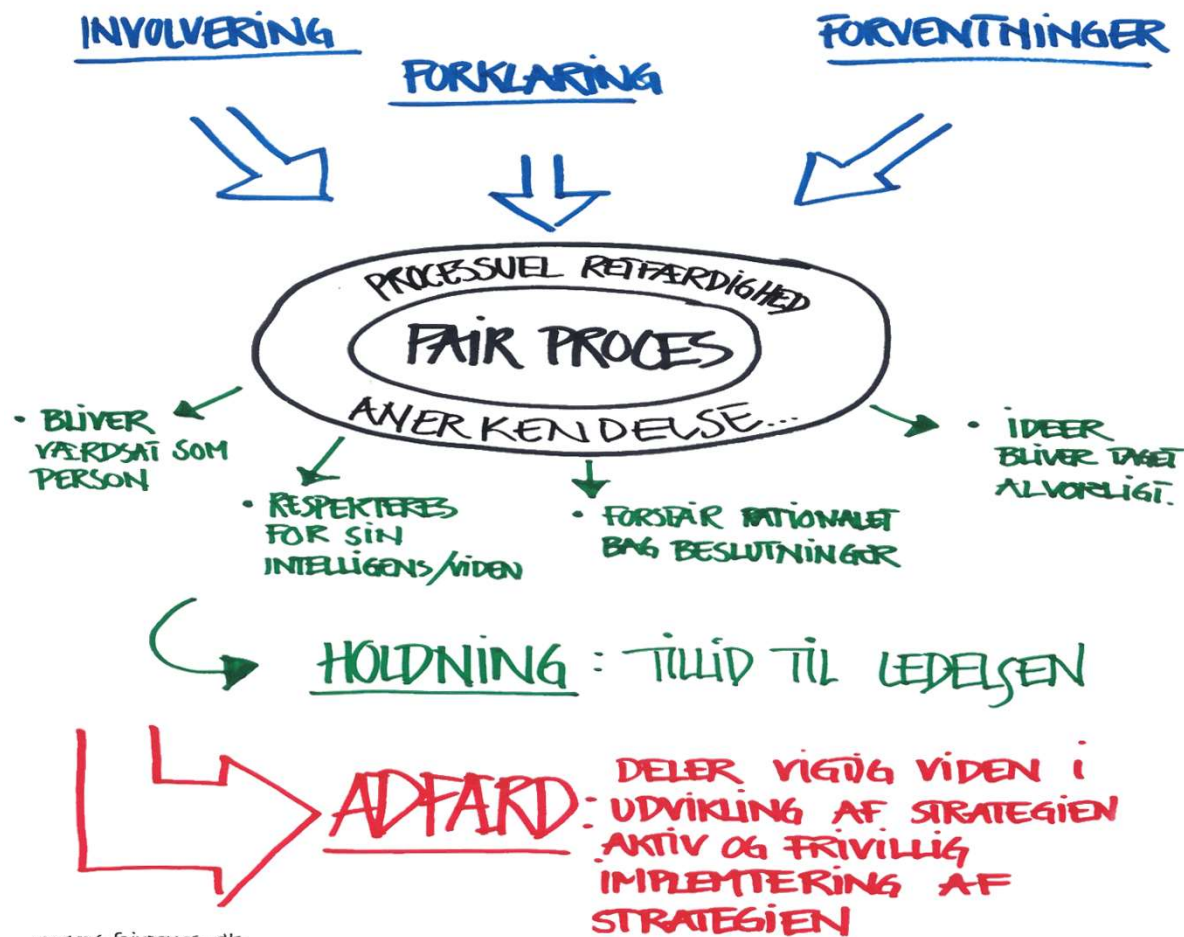 INVOLVERING
FORKLARING
FORVENTNINGER
PROCESSUEL RETFÆRDIGHED
FAIR PROCES
ANERKENDELSE...
• BLIVER
VÆRDSAT SOM
PERSON
• RESPEKTERES
FOR SIN
INTELLIGENS/VIDEN
• FORSTÅR RATIONALET
BAG BESLUTNINGER
• IDEER
BLIVER TAGET
ALVORLIGT.
HOLDNING : TILLID TIL LEDELSEN
ADFÆRD :
DELER VIGTIG VIDEN I
UDVIKLING AF STRATEGIEN
AKTIV OG FRIVILLIG
IMPLEMTERING AF
STRATEGIEN